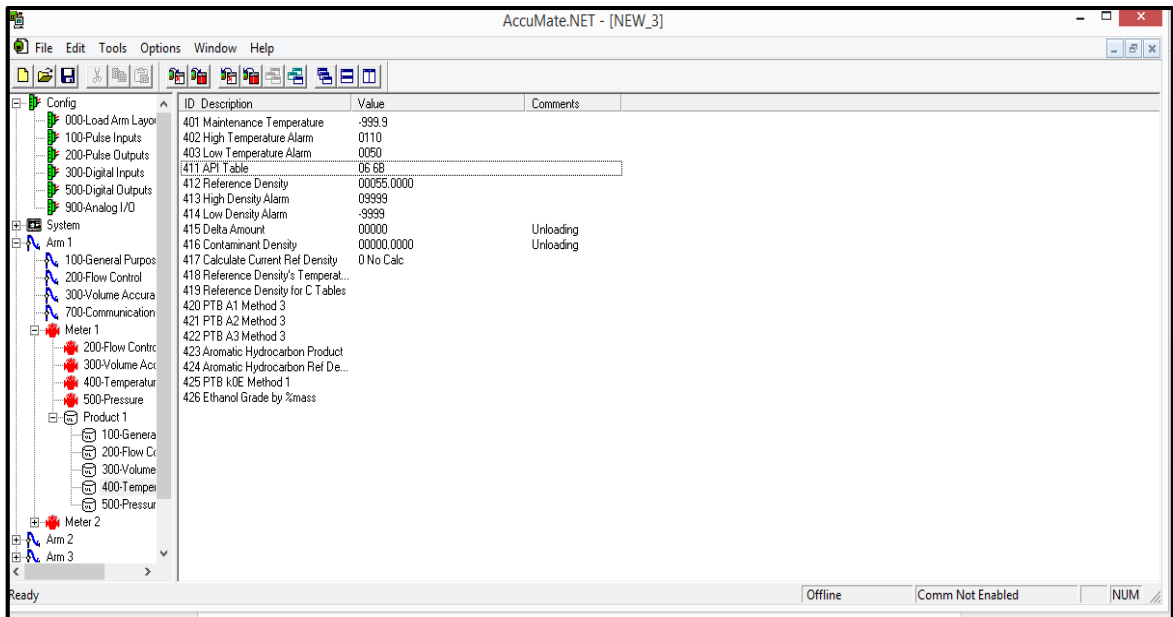 AccuMate.NET - [NEW_3]
File Edit Tools Options Window Help
Config
000-Load Arm Layou
100-Pulse Inputs
200-Pulse Outputs
300-Digital Inputs
500-Digital Outputs
900-Analog I/O
System
Arm 1
100-General Purpos
200-Flow Control
300-Volume Accura
700-Communication
Meter 1
200-Flow Contro
300-Volume Acc
400-Temperatur
500-Pressure
Product 1
100-Genera
200-Flow Co
300-Volume
400-Temper
500-Pressur
Meter 2
Arm 2
Arm 3
ID Description Value Comments
401 Maintenance Temperature -999.9
402 High Temperature Alarm 0110
403 Low Temperature Alarm 0050
411 API Table 06 6B
412 Reference Density 00055.0000
413 High Density Alarm 09999
414 Low Density Alarm -9999
415 Delta Amount 00000 Unloading
416 Contaminant Density 00000.0000 Unloading
417 Calculate Current Ref Density 0 No Calc
418 Reference Density's Temperat...
419 Reference Density for C Tables
420 PTB A1 Method 3
421 PTB A2 Method 3
422 PTB A3 Method 3
423 Aromatic Hydrocarbon Product
424 Aromatic Hydrocarbon Ref De...
425 PTB k0E Method 1
426 Ethanol Grade by %mass
Ready Offline Comm Not Enabled NUM